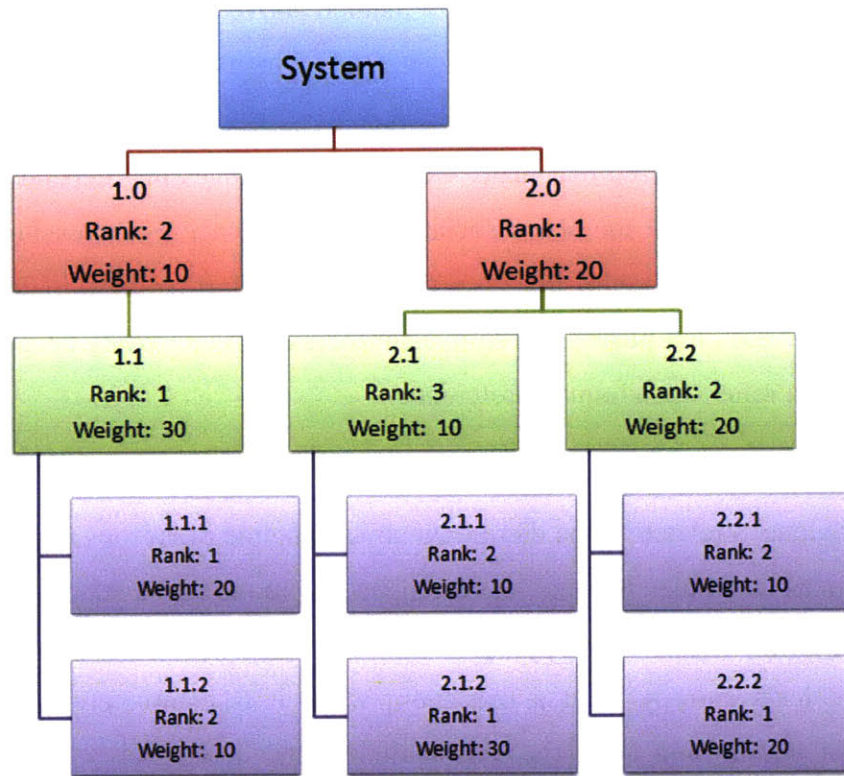 System
1.0
Rank: 2
Weight: 10
2.0
Rank: 1
Weight: 20
1.1
Rank: 1
Weight: 30
2.1
Rank: 3
Weight: 10
2.2
Rank: 2
Weight: 20
1.1.1
Rank: 1
Weight: 20
2.1.1
Rank: 2
Weight: 10
2.2.1
Rank: 2
Weight: 10
1.1.2
Rank: 2
Weight: 10
2.1.2
Rank: 1
Weight: 30
2.2.2
Rank: 1
Weight: 20